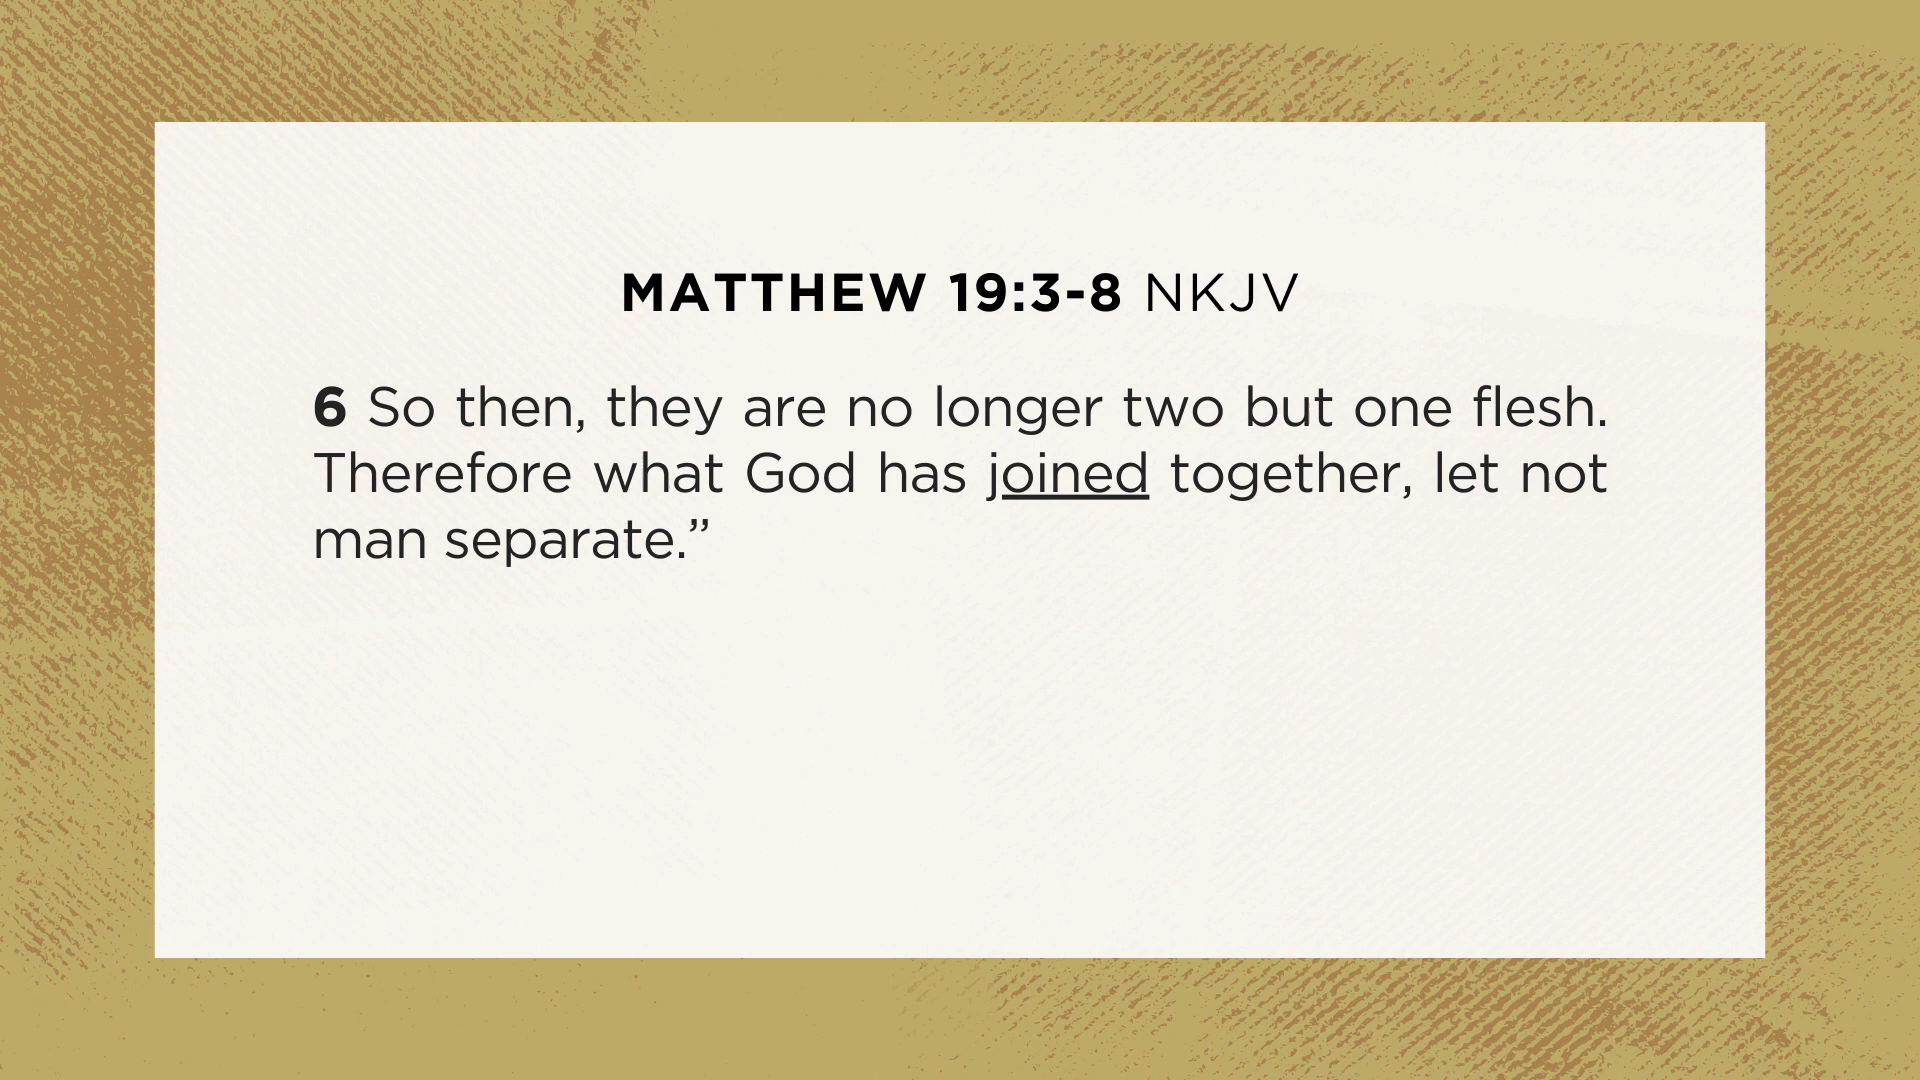 MATTHEW 19:3-8 NKJV
6 So then, they are no longer two but one flesh.
Therefore what God has joined together, let not
man separate.”